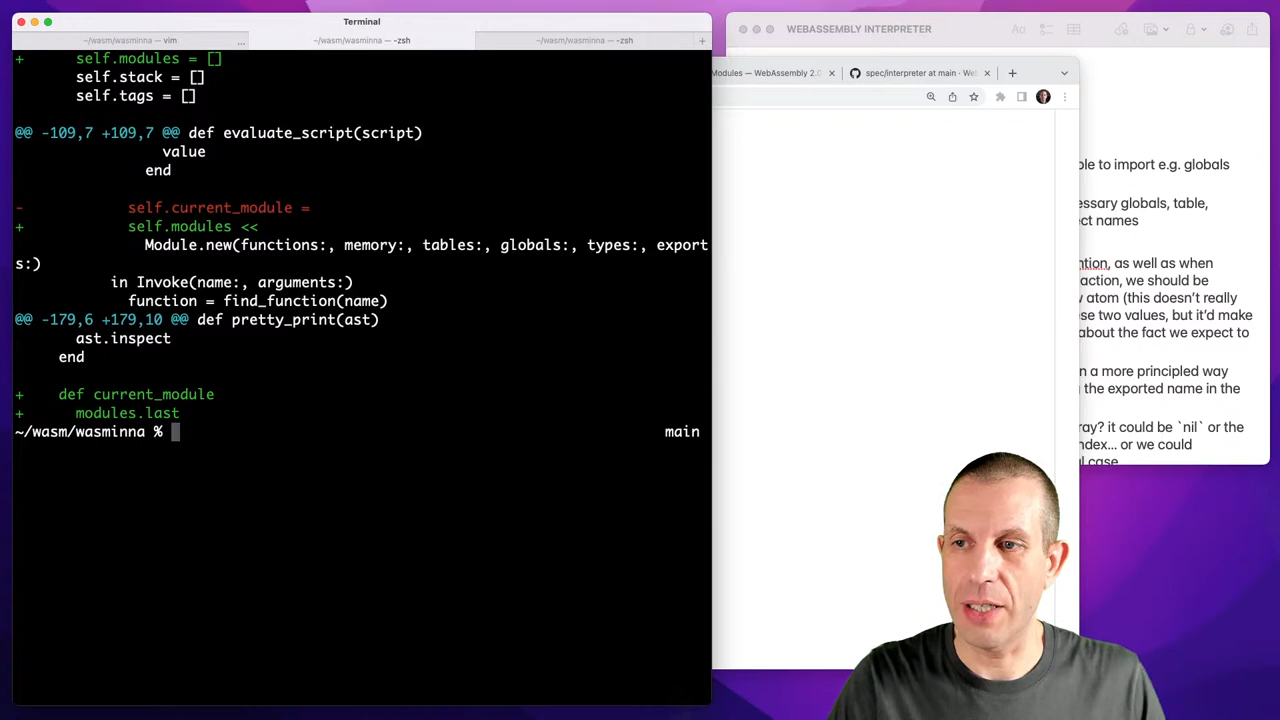 Terminal
~/wasm/wasminna — vim
...
~/wasm/wasminna — -zsh
~/wasm/wasminna — -zsh
+
+ self.modules = []
self.stack = []
self.tags = []
@@ -109,7 +109,7 @@ def evaluate_script(script)
value
end
- self.current_module =
+ self.modules <<
Module.new(functions:, memory:, tables:, globals:, types:, export
s:)
in Invoke(name:, arguments:)
function = find_function(name)
@@ -179,6 +179,10 @@ def pretty_print(ast)
ast.inspect
end
+ def current_module
+ modules.last
~/wasm/wasminna % main
WEBASSEMBLY INTERPRETER
Aa
Modules — WebAssembly 2.0
spec/interpreter at main · We
ble to import e.g. globals
essary globals, table,
ect names
ntion, as well as when
action, we should be
w atom (this doesn't really
ese two values, but it'd make
about the fact we expect to
n a more principled way
g the exported name in the
ray? it could be `nil` or the
ndex... or we could
al case